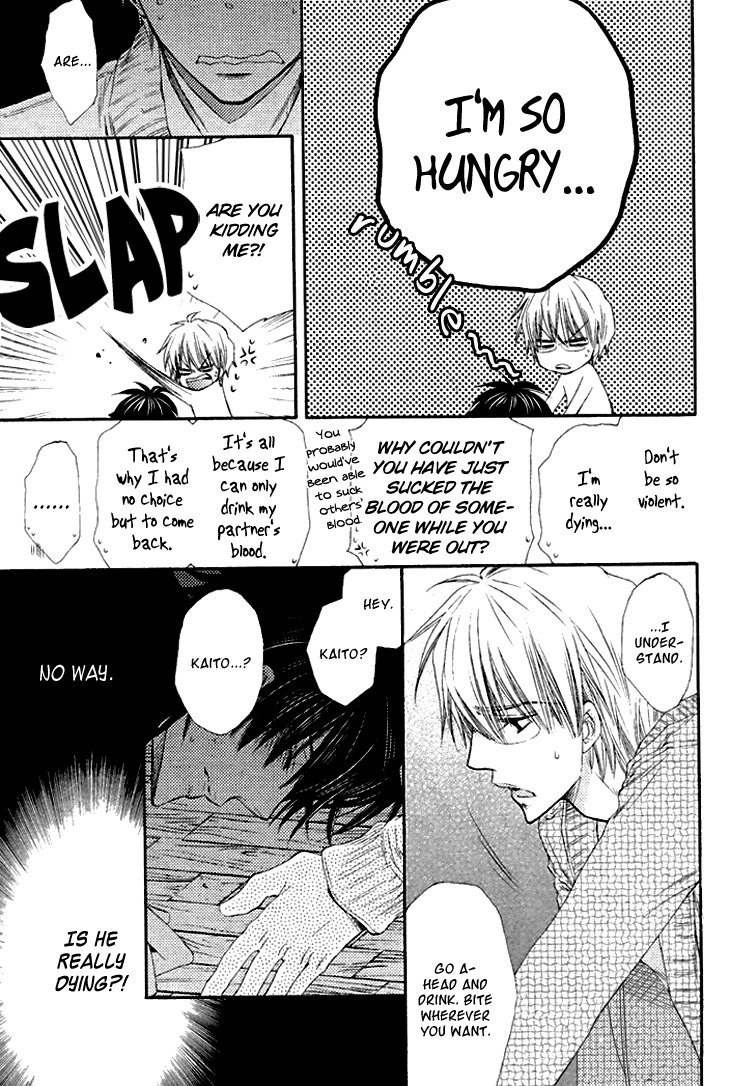 I'M SO
HUNGRY...
rumble
ARE...
ARE YOU
KIDDING
ME?!
SLAP
Don't
be so
violent.
I'm
really
dying...
WHY COULDN'T
YOU HAVE JUST
SUCKED THE
BLOOD OF SOME-
ONE WHILE YOU
WERE OUT?
You
probably
would've
been able
to suck
others'
blood.
It's all
because I
can only
drink my
partner's
blood.
That's
why I had
no choice
but to come
back.
......
...I
UNDER-
STAND.
GO A-
HEAD AND
DRINK. BITE
WHEREVER
YOU WANT.
HEY.
KAITO?
KAITO...?
NO WAY.
IS HE
REALLY
DYING?!